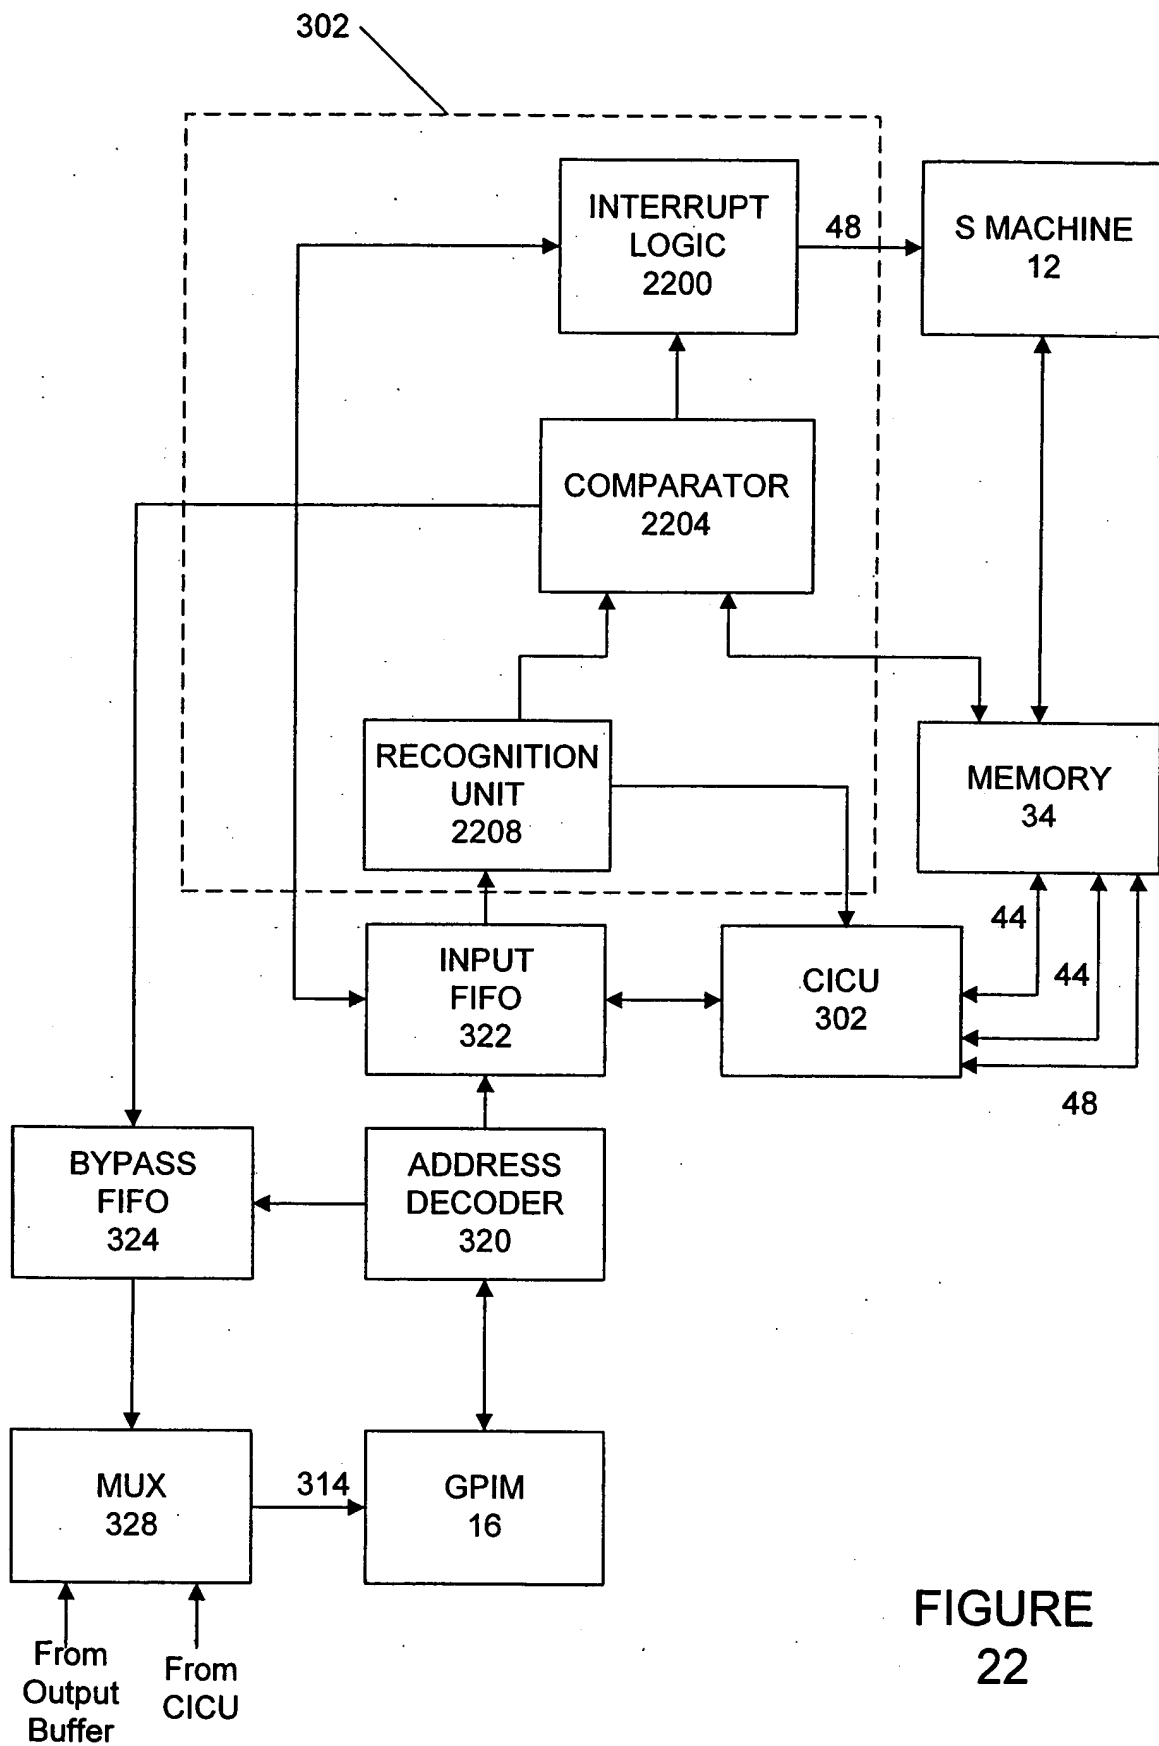 302
INTERRUPT
LOGIC
2200
48
S MACHINE
12
COMPARATOR
2204
RECOGNITION
UNIT
2208
MEMORY
34
INPUT
FIFO
322
CICU
302
44
44
48
BYPASS
FIFO
324
ADDRESS
DECODER
320
MUX
328
314
GPIM
16
From
Output
Buffer
From
CICU
FIGURE
22